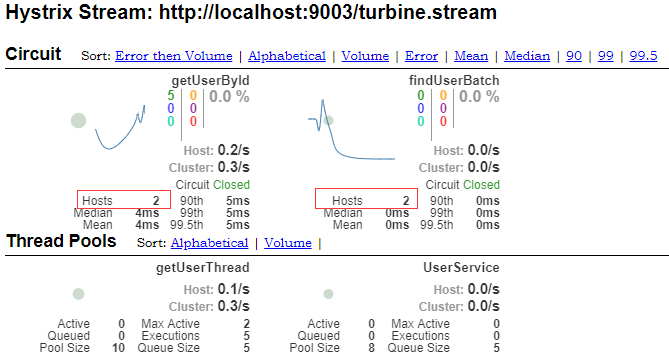 Hystrix Stream: http://localhost:9003/turbine.stream
Circuit Sort: Error then Volume | Alphabetical | Volume | Error | Mean | Median | 90 | 99 | 99.5
getUserById
5 0 0.0 %
0 0
0 0
Host: 0.2/s
Cluster: 0.3/s
Circuit Closed
Hosts 2 90th 5ms
Median 4ms 99th 5ms
Mean 4ms 99.5th 5ms
findUserBatch
0 0 0.0 %
0 0
0 0
Host: 0.0/s
Cluster: 0.0/s
Circuit Closed
Hosts 2 90th 0ms
Median 0ms 99th 0ms
Mean 0ms 99.5th 0ms
Thread Pools Sort: Alphabetical | Volume |
getUserThread
Host: 0.1/s
Cluster: 0.3/s
Active 0 Max Active 2
Queued 0 Executions 5
Pool Size 10 Queue Size 5
UserService
Host: 0.0/s
Cluster: 0.0/s
Active 0 Max Active 0
Queued 0 Executions 0
Pool Size 8 Queue Size 5